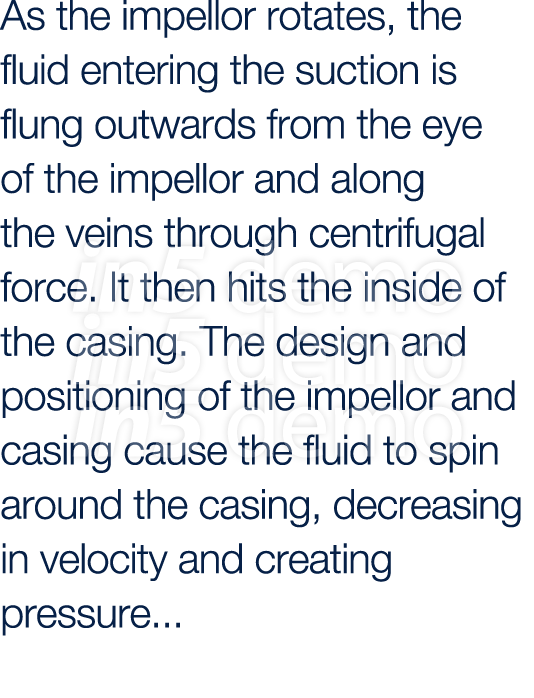 As the impellor rotates, the
fluid entering the suction is
flung outwards from the eye
of the impellor and along
the veins through centrifugal
force. It then hits the inside of
the casing. The design and
positioning of the impellor and
casing cause the fluid to spin
around the casing, decreasing
in velocity and creating
pressure...
in5 demo
in5 demo
in5 demo